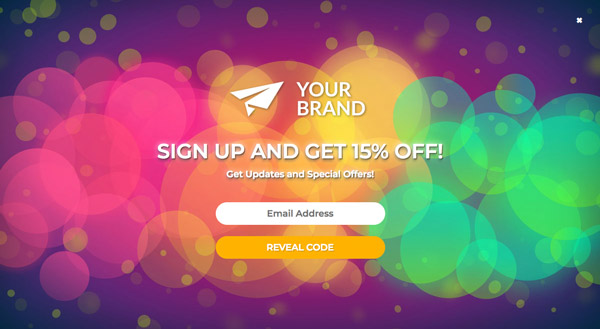 YOUR
BRAND
SIGN UP AND GET 15% OFF!
Get Updates and Special Offers!
Email Address
REVEAL CODE